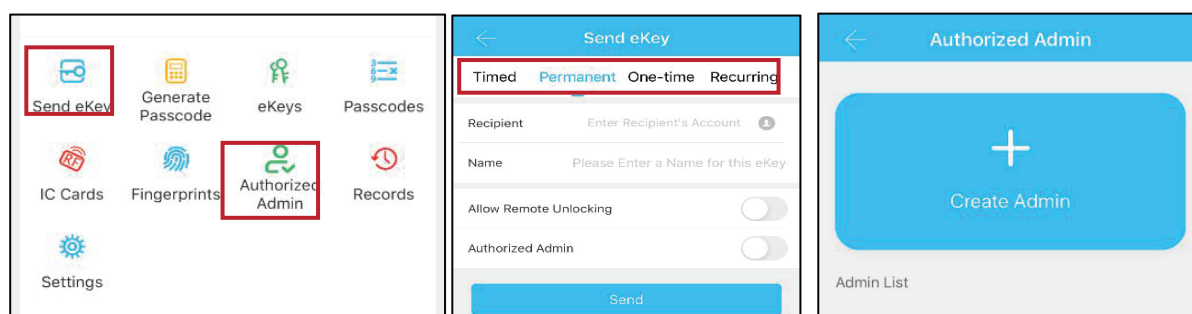 Send eKey
Generate
Passcode
eKeys
Passcodes
IC Cards
Fingerprints
Authorized
Admin
Records
Settings
Send eKey
Timed Permanent One-time Recurring
Recipient Enter Recipient's Account
Name Please Enter a Name for this eKey
Allow Remote Unlocking
Authorized Admin
Send
Authorized Admin
Create Admin
Admin List